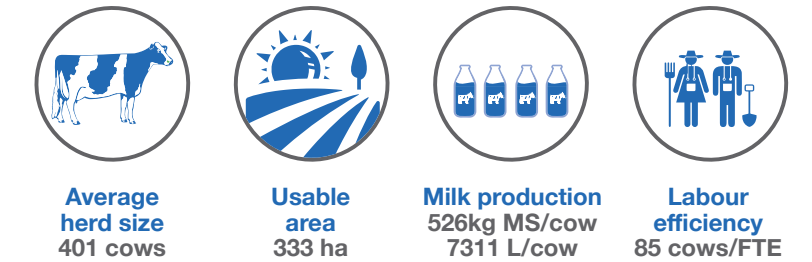 Average
herd size
401 cows
Usable
area
333 ha
Milk production
526kg MS/cow
7311 L/cow
Labour
efficiency
85 cows/FTE